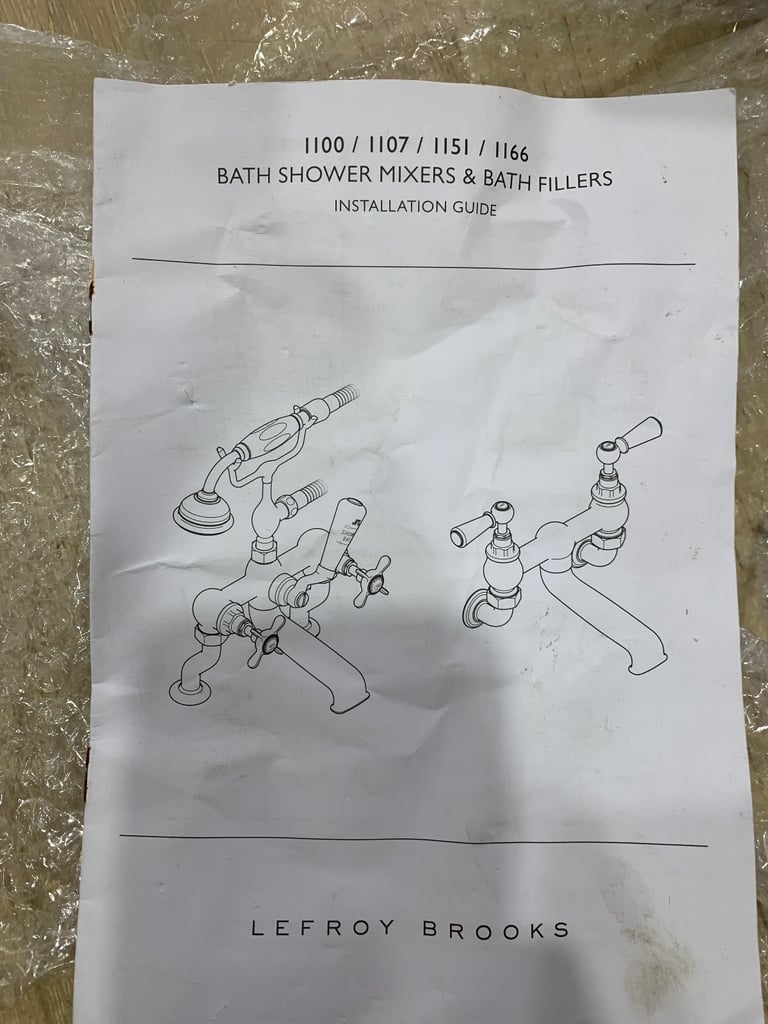 1100 / 1107 / 1151 / 1166
BATH SHOWER MIXERS & BATH FILLERS
INSTALLATION GUIDE
LEFROY BROOKS